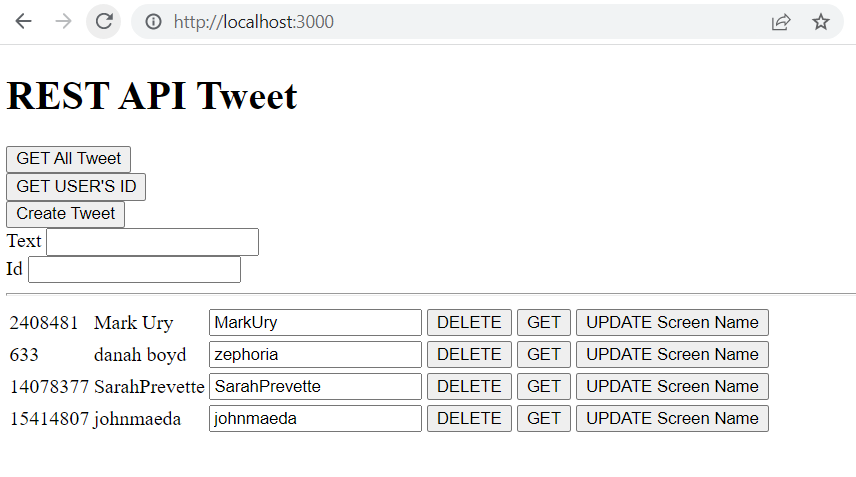 http://localhost:3000
REST API Tweet
GET All Tweet
GET USER'S ID
Create Tweet
Text
Id
2408481 Mark Ury MarkUry DELETE GET UPDATE Screen Name
633 danah boyd zephoria DELETE GET UPDATE Screen Name
14078377 SarahPrevette SarahPrevette DELETE GET UPDATE Screen Name
15414807 johnmaeda johnmaeda DELETE GET UPDATE Screen Name